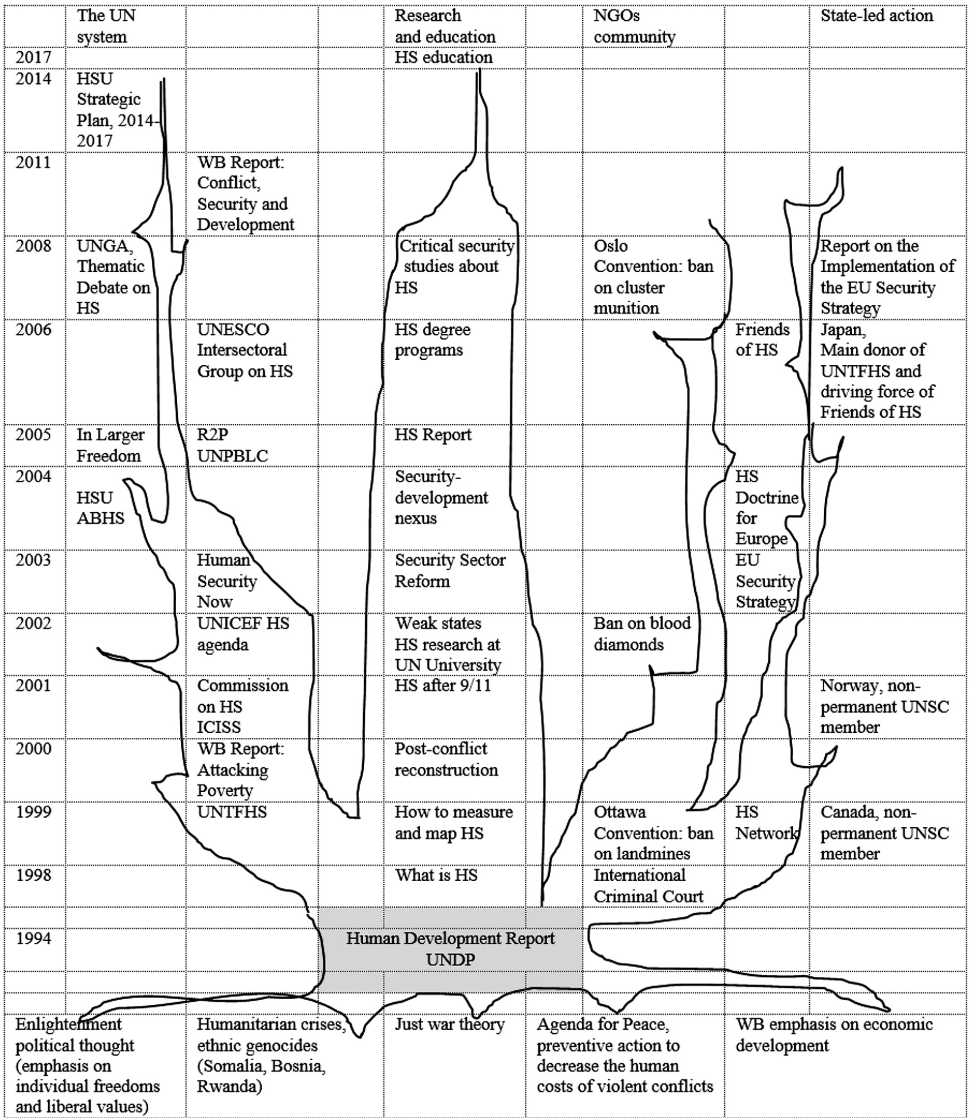 The UN
system
Research
and education
NGOs
community
State-led action
2017
HS education
2014
HSU
Strategic
Plan, 2014-
2017
2011
WB Report:
Conflict,
Security and
Development
2008
UNGA,
Thematic
Debate on
HS
Critical security
studies about
HS
Oslo
Convention: ban
on cluster
munition
Report on the
Implementation of
the EU Security
Strategy
2006
UNESCO
Intersectoral
Group on HS
HS degree
programs
Friends
of HS
Japan,
Main donor of
UNTFHS and
driving force of
Friends of HS
2005
In Larger
Freedom
R2P
UNPBLC
HS Report
2004
HSU
ABHS
Security-
development
nexus
HS
Doctrine
for
Europe
2003
Human
Security
Now
Security Sector
Reform
EU
Security
Strategy
2002
UNICEF HS
agenda
Weak states
HS research at
UN University
Ban on blood
diamonds
2001
Commission
on HS
ICISS
HS after 9/11
Norway, non-
permanent UNSC
member
2000
WB Report:
Attacking
Poverty
Post-conflict
reconstruction
1999
UNTFHS
How to measure
and map HS
Ottawa
Convention: ban
on landmines
HS
Network
Canada, non-
permanent UNSC
member
1998
What is HS
International
Criminal Court
1994
Human Development Report
UNDP
Enlightenment
political thought
(emphasis on
individual freedoms
and liberal values)
Humanitarian crises,
ethnic genocides
(Somalia, Bosnia,
Rwanda)
Just war theory
Agenda for Peace,
preventive action to
decrease the human
costs of violent conflicts
WB emphasis on economic
development